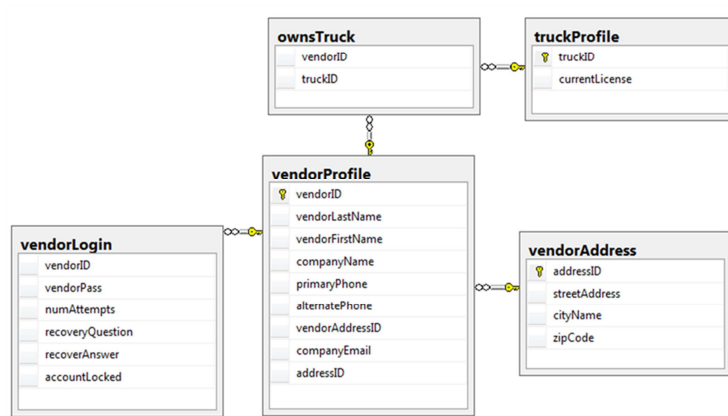 ownsTruck
vendorID
truckID
truckProfile
truckID
currentLicense
vendorProfile
vendorID
vendorLastName
vendorFirstName
companyName
primaryPhone
alternatePhone
vendorAddressID
companyEmail
addressID
vendorLogin
vendorID
vendorPass
numAttempts
recoveryQuestion
recoverAnswer
accountLocked
vendorAddress
addressID
streetAddress
cityName
zipCode